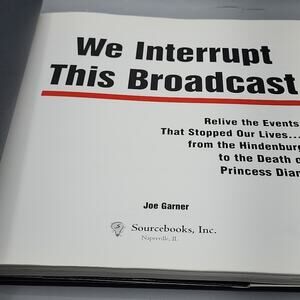 We Interrupt
This Broadcast
Relive the Events
That Stopped Our Lives...
from the Hindenburg
to the Death o
Princess Dian
Joe Garner
Sourcebooks, Inc.
Naperville, IL